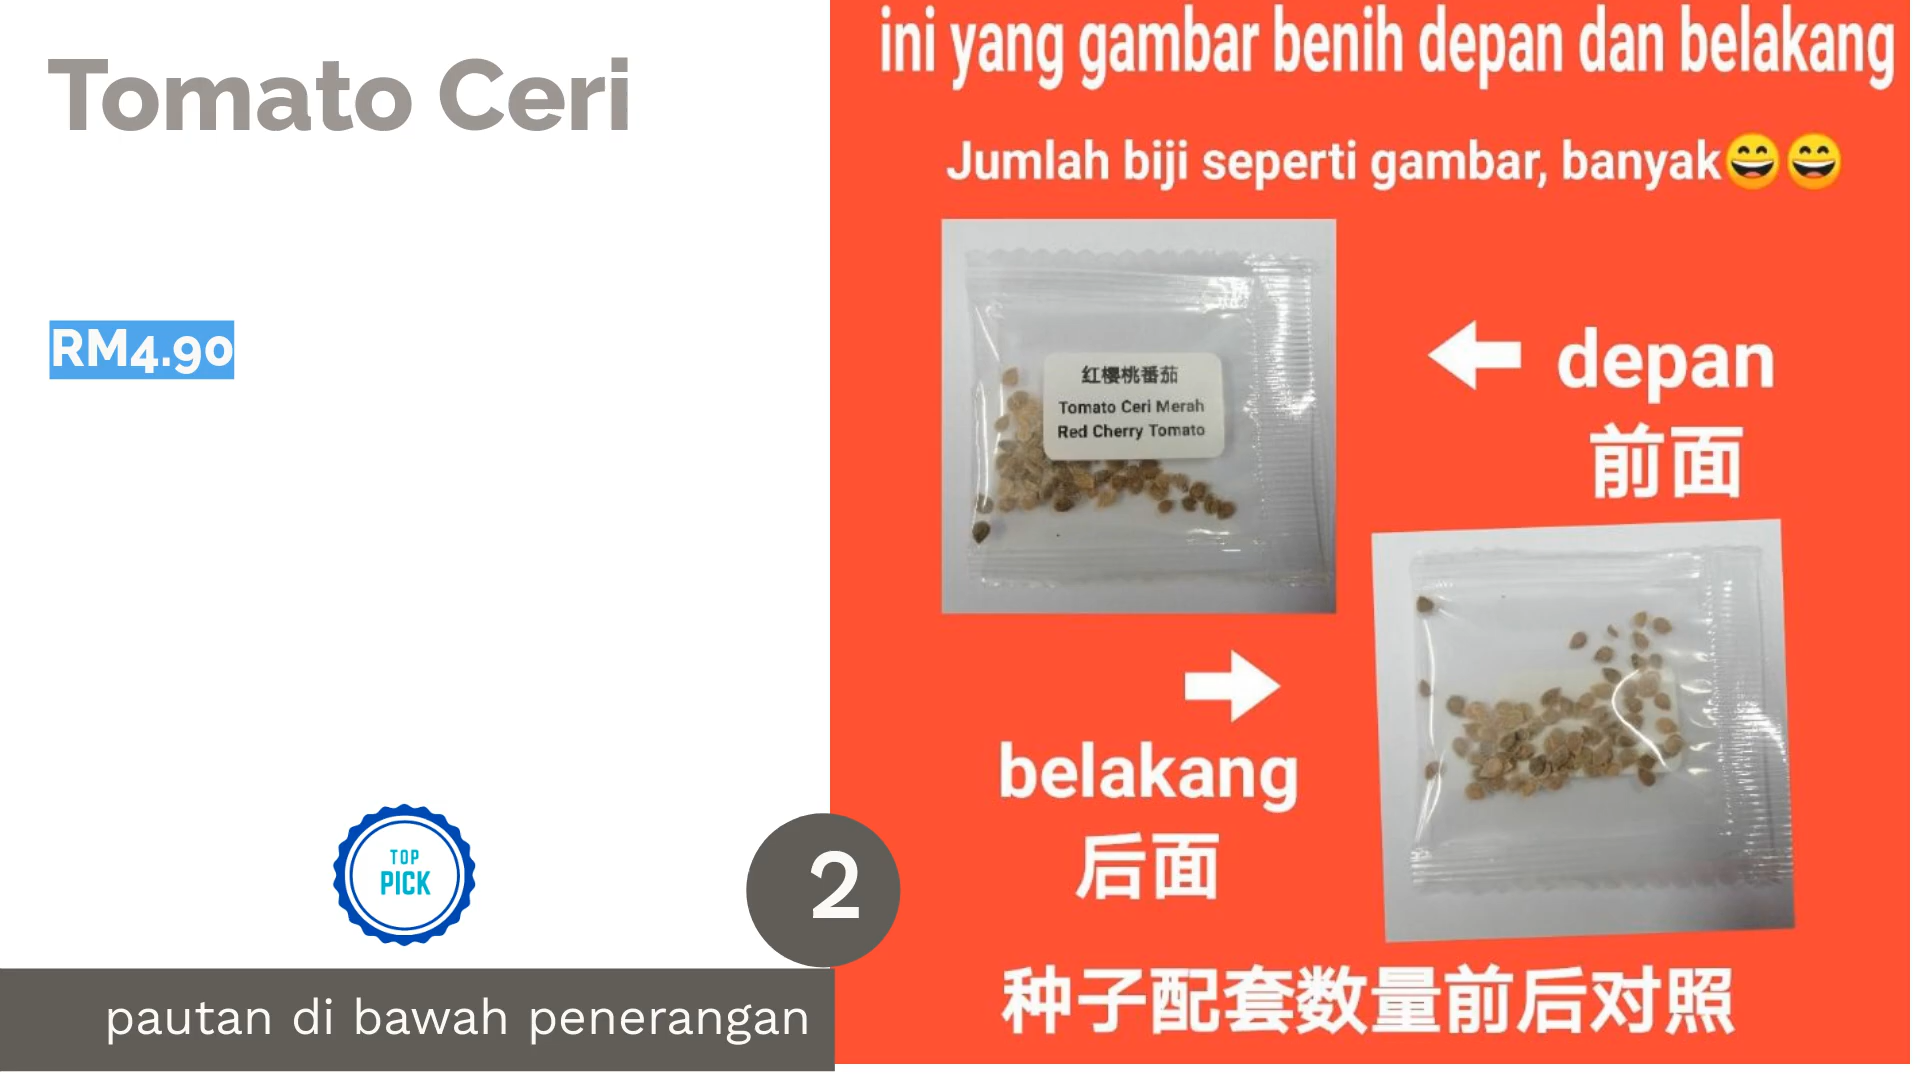 Tomato Ceri
RM4.90
TOP
PICK
2
pautan di bawah penerangan
ini yang gambar benih depan dan belakang
Jumlah biji seperti gambar, banyak😄😄
红樱桃番茄
Tomato Ceri Merah
Red Cherry Tomato
depan
前面
belakang
后面
种子配套数量前后对照